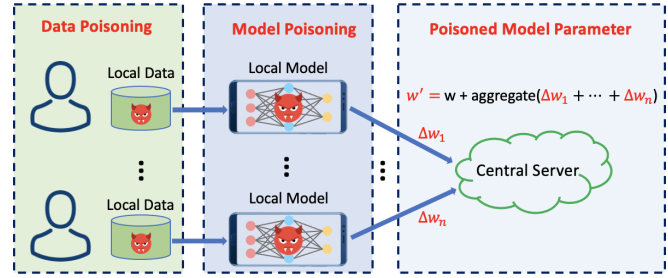 Data Poisoning
Model Poisoning
Poisoned Model Parameter
Local Data
Local Model
w′ = w + aggregate(Δw₁ + ⋯ + Δwₙ)
Δw₁
Central Server
Local Data
Local Model
Δwₙ